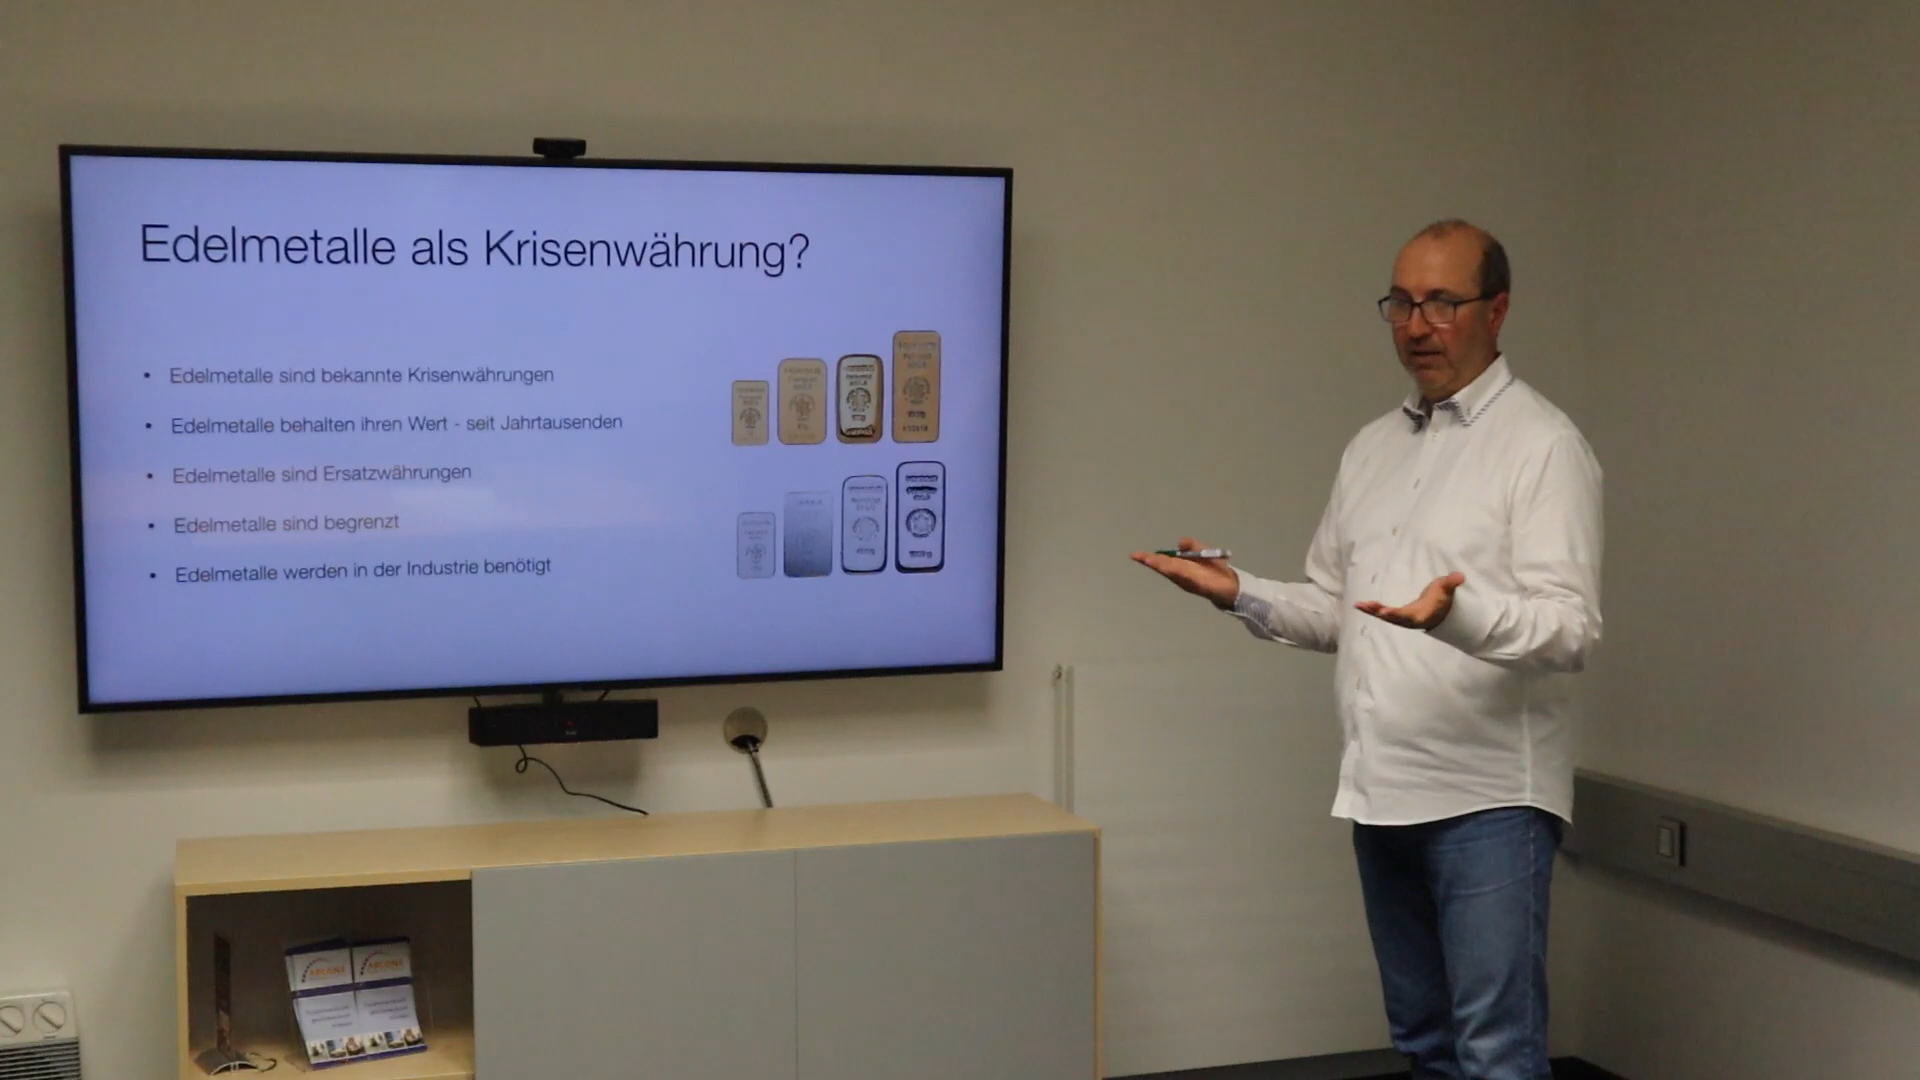 Edelmetalle als Krisenwährung?
• Edelmetalle sind bekannte Krisenwährungen
• Edelmetalle behalten ihren Wert - seit Jahrtausenden
• Edelmetalle sind Ersatzwährungen
• Edelmetalle sind begrenzt
• Edelmetalle werden in der Industrie benötigt